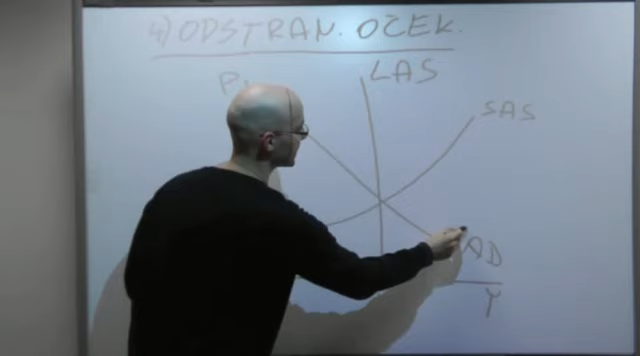 4) ODSTRAN. OČEK.
P
LAS
SAS
AD
Y